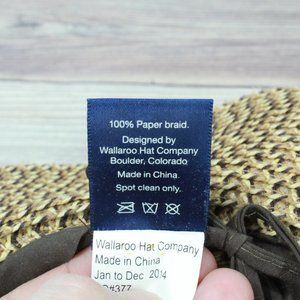 100% Paper braid.
Designed by
Wallaroo Hat Company
Boulder, Colorado
Made in China.
Spot clean only.
Wallaroo Hat Company
Made in China
Jan to Dec 2014